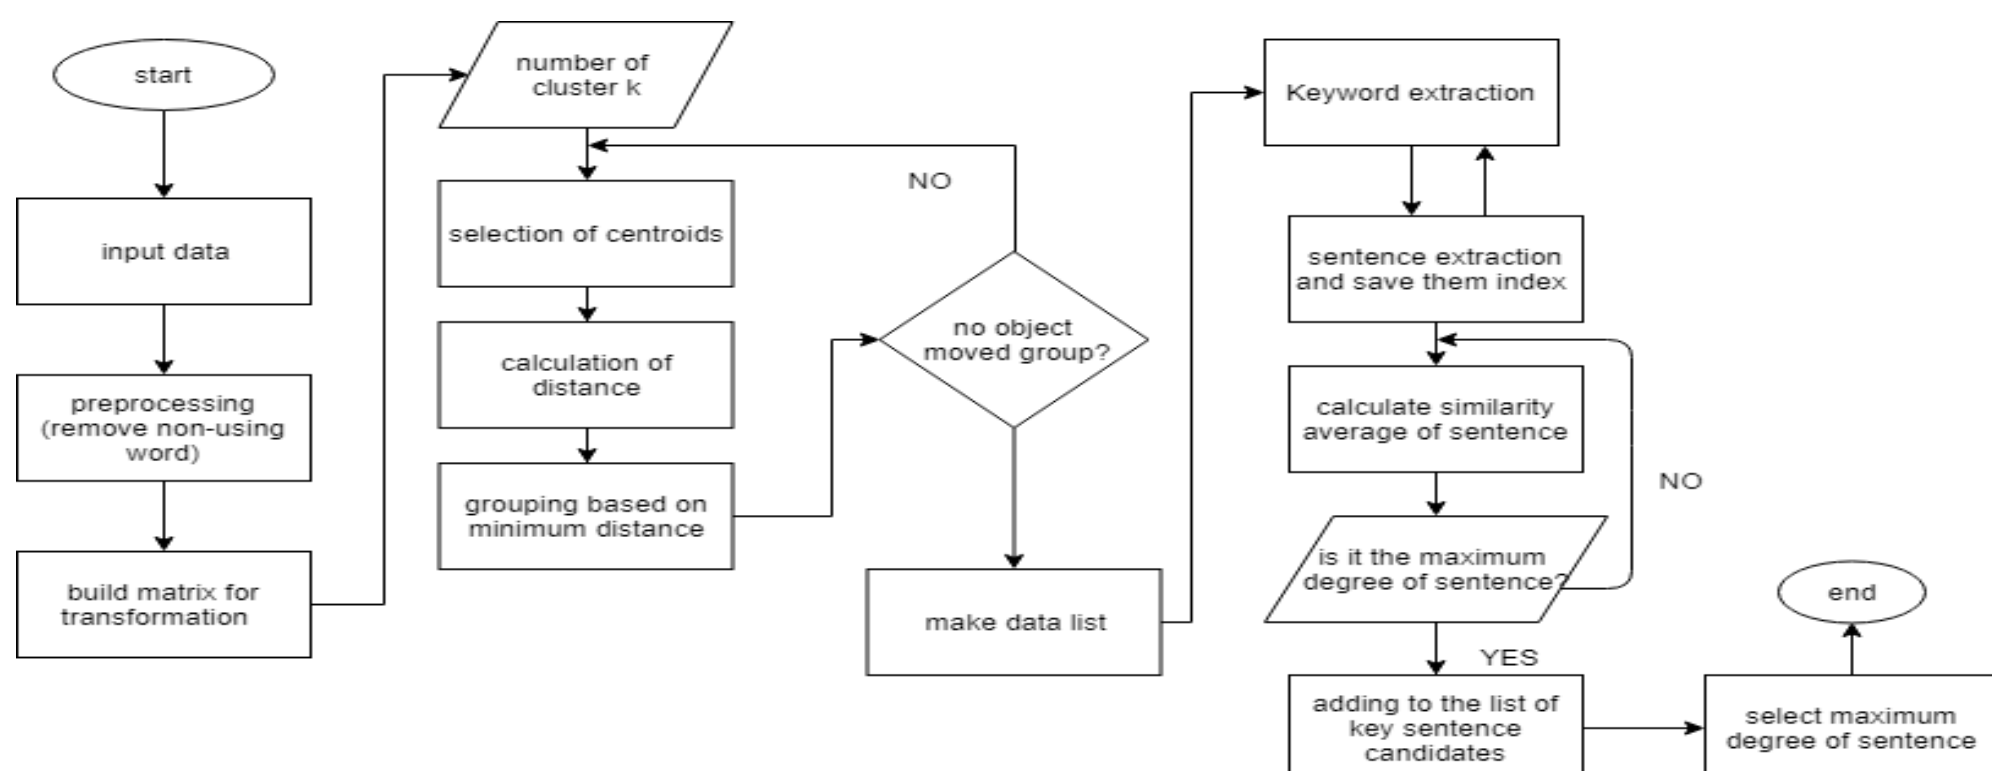 start
input data
preprocessing
(remove non-using
word)
build matrix for
transformation
number of
cluster k
selection of centroids
calculation of
distance
grouping based on
minimum distance
NO
no object
moved group?
make data list
Keyword extraction
sentence extraction
and save them index
calculate similarity
average of sentence
NO
is it the maximum
degree of sentence?
YES
adding to the list of
key sentence
candidates
select maximum
degree of sentence
end